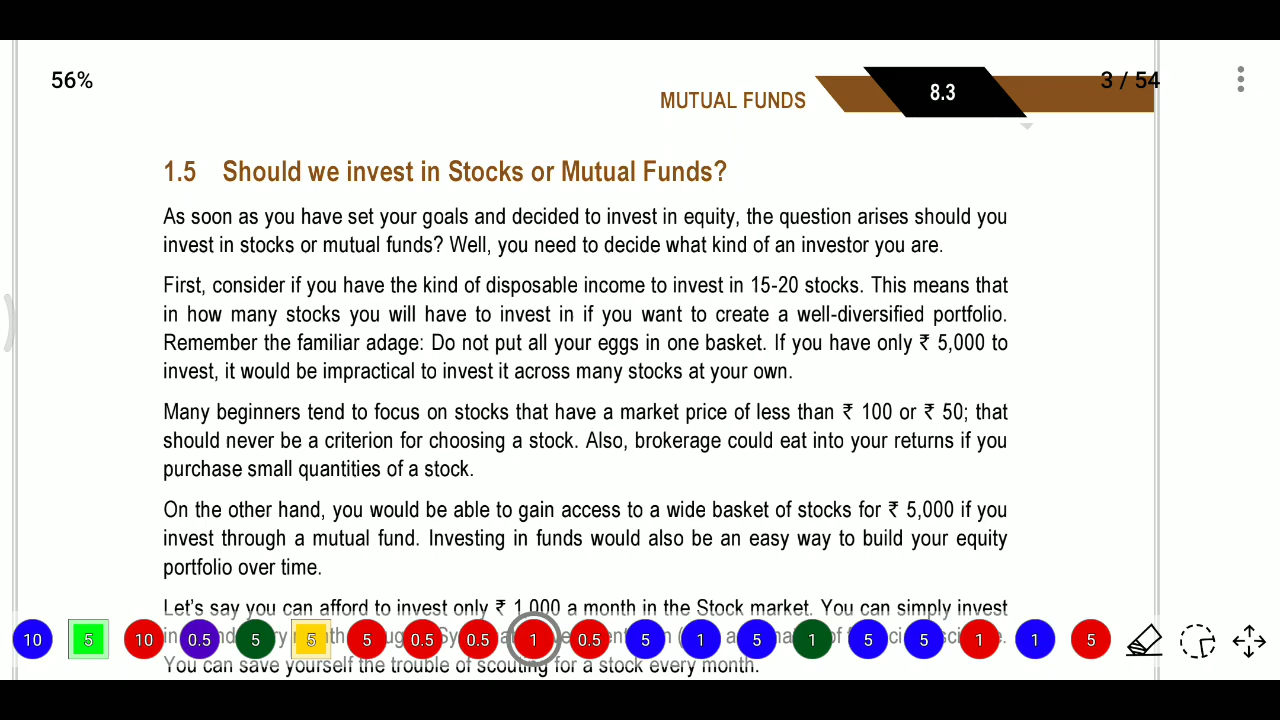 56%
MUTUAL FUNDS
8.3
3 / 54
1.5 Should we invest in Stocks or Mutual Funds?
As soon as you have set your goals and decided to invest in equity, the question arises should you
invest in stocks or mutual funds? Well, you need to decide what kind of an investor you are.
First, consider if you have the kind of disposable income to invest in 15-20 stocks. This means that
in how many stocks you will have to invest in if you want to create a well-diversified portfolio.
Remember the familiar adage: Do not put all your eggs in one basket. If you have only ₹ 5,000 to
invest, it would be impractical to invest it across many stocks at your own.
Many beginners tend to focus on stocks that have a market price of less than ₹ 100 or ₹ 50; that
should never be a criterion for choosing a stock. Also, brokerage could eat into your returns if you
purchase small quantities of a stock.
On the other hand, you would be able to gain access to a wide basket of stocks for ₹ 5,000 if you
invest through a mutual fund. Investing in funds would also be an easy way to build your equity
portfolio over time.
Let's say you can afford to invest only ₹ 1,000 a month in the Stock market. You can simply invest
10 5 10 0.5 5 5 5 0.5 0.5 1 0.5 5 1 5 1 5 5 1 1 5
You can save yourself the trouble of scouting for a stock every month.